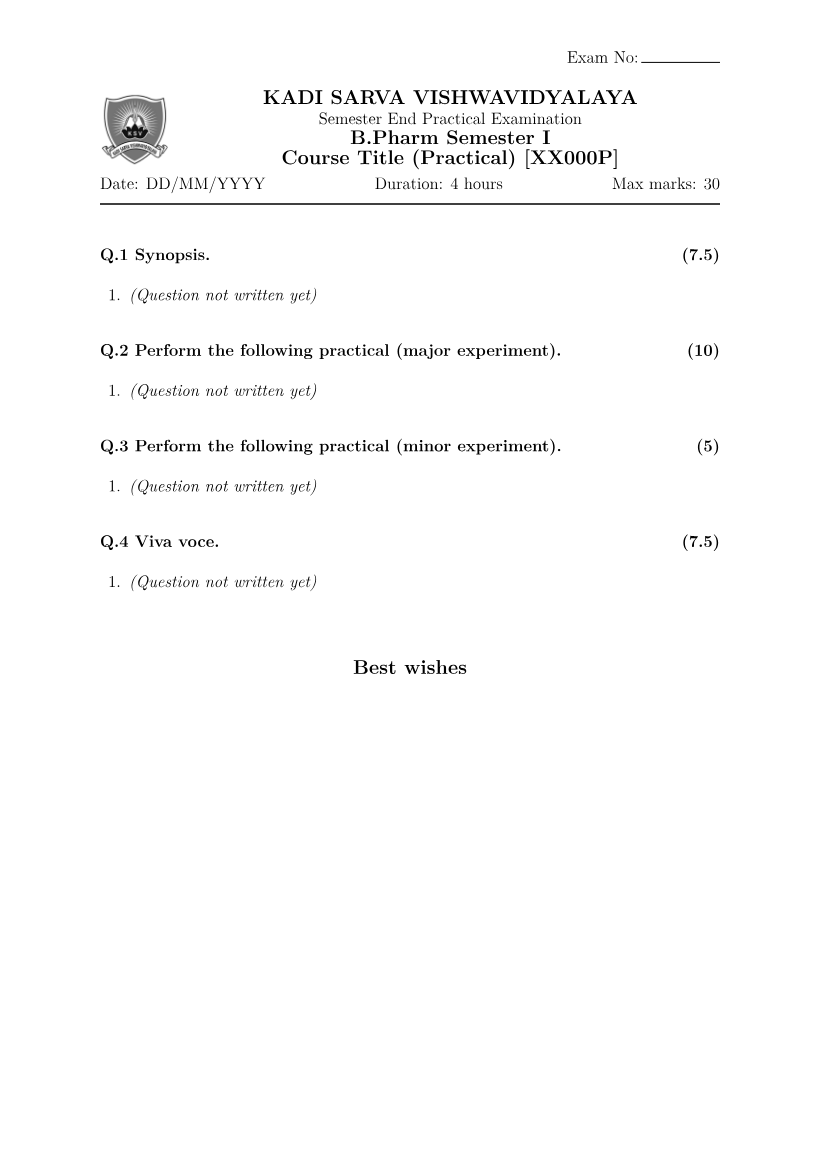 Exam No:
KADI SARVA VISHWAVIDYALAYA
Semester End Practical Examination
B.Pharm Semester I
Course Title (Practical) [XX000P]
Date: DD/MM/YYYY Duration: 4 hours Max marks: 30
Q.1 Synopsis. (7.5)
1. (Question not written yet)
Q.2 Perform the following practical (major experiment). (10)
1. (Question not written yet)
Q.3 Perform the following practical (minor experiment). (5)
1. (Question not written yet)
Q.4 Viva voce. (7.5)
1. (Question not written yet)
Best wishes